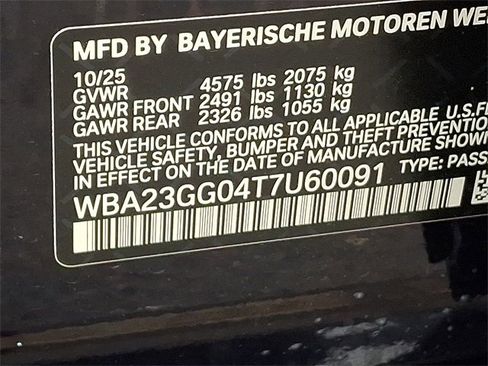 MFD BY BAYERISCHE MOTOREN WE
10/25
GVWR 4575 lbs 2075 kg
GAWR FRONT 2491 lbs 1130 kg
GAWR REAR 2326 lbs 1055 kg
THIS VEHICLE CONFORMS TO ALL APPLICABLE U.S.F
VEHICLE SAFETY, BUMPER AND THEFT PREVENTIO
IN EFFECT ON THE DATE OF MANUFACTURE SHOW
WBA23GG04T7U60091 TYPE: PASS